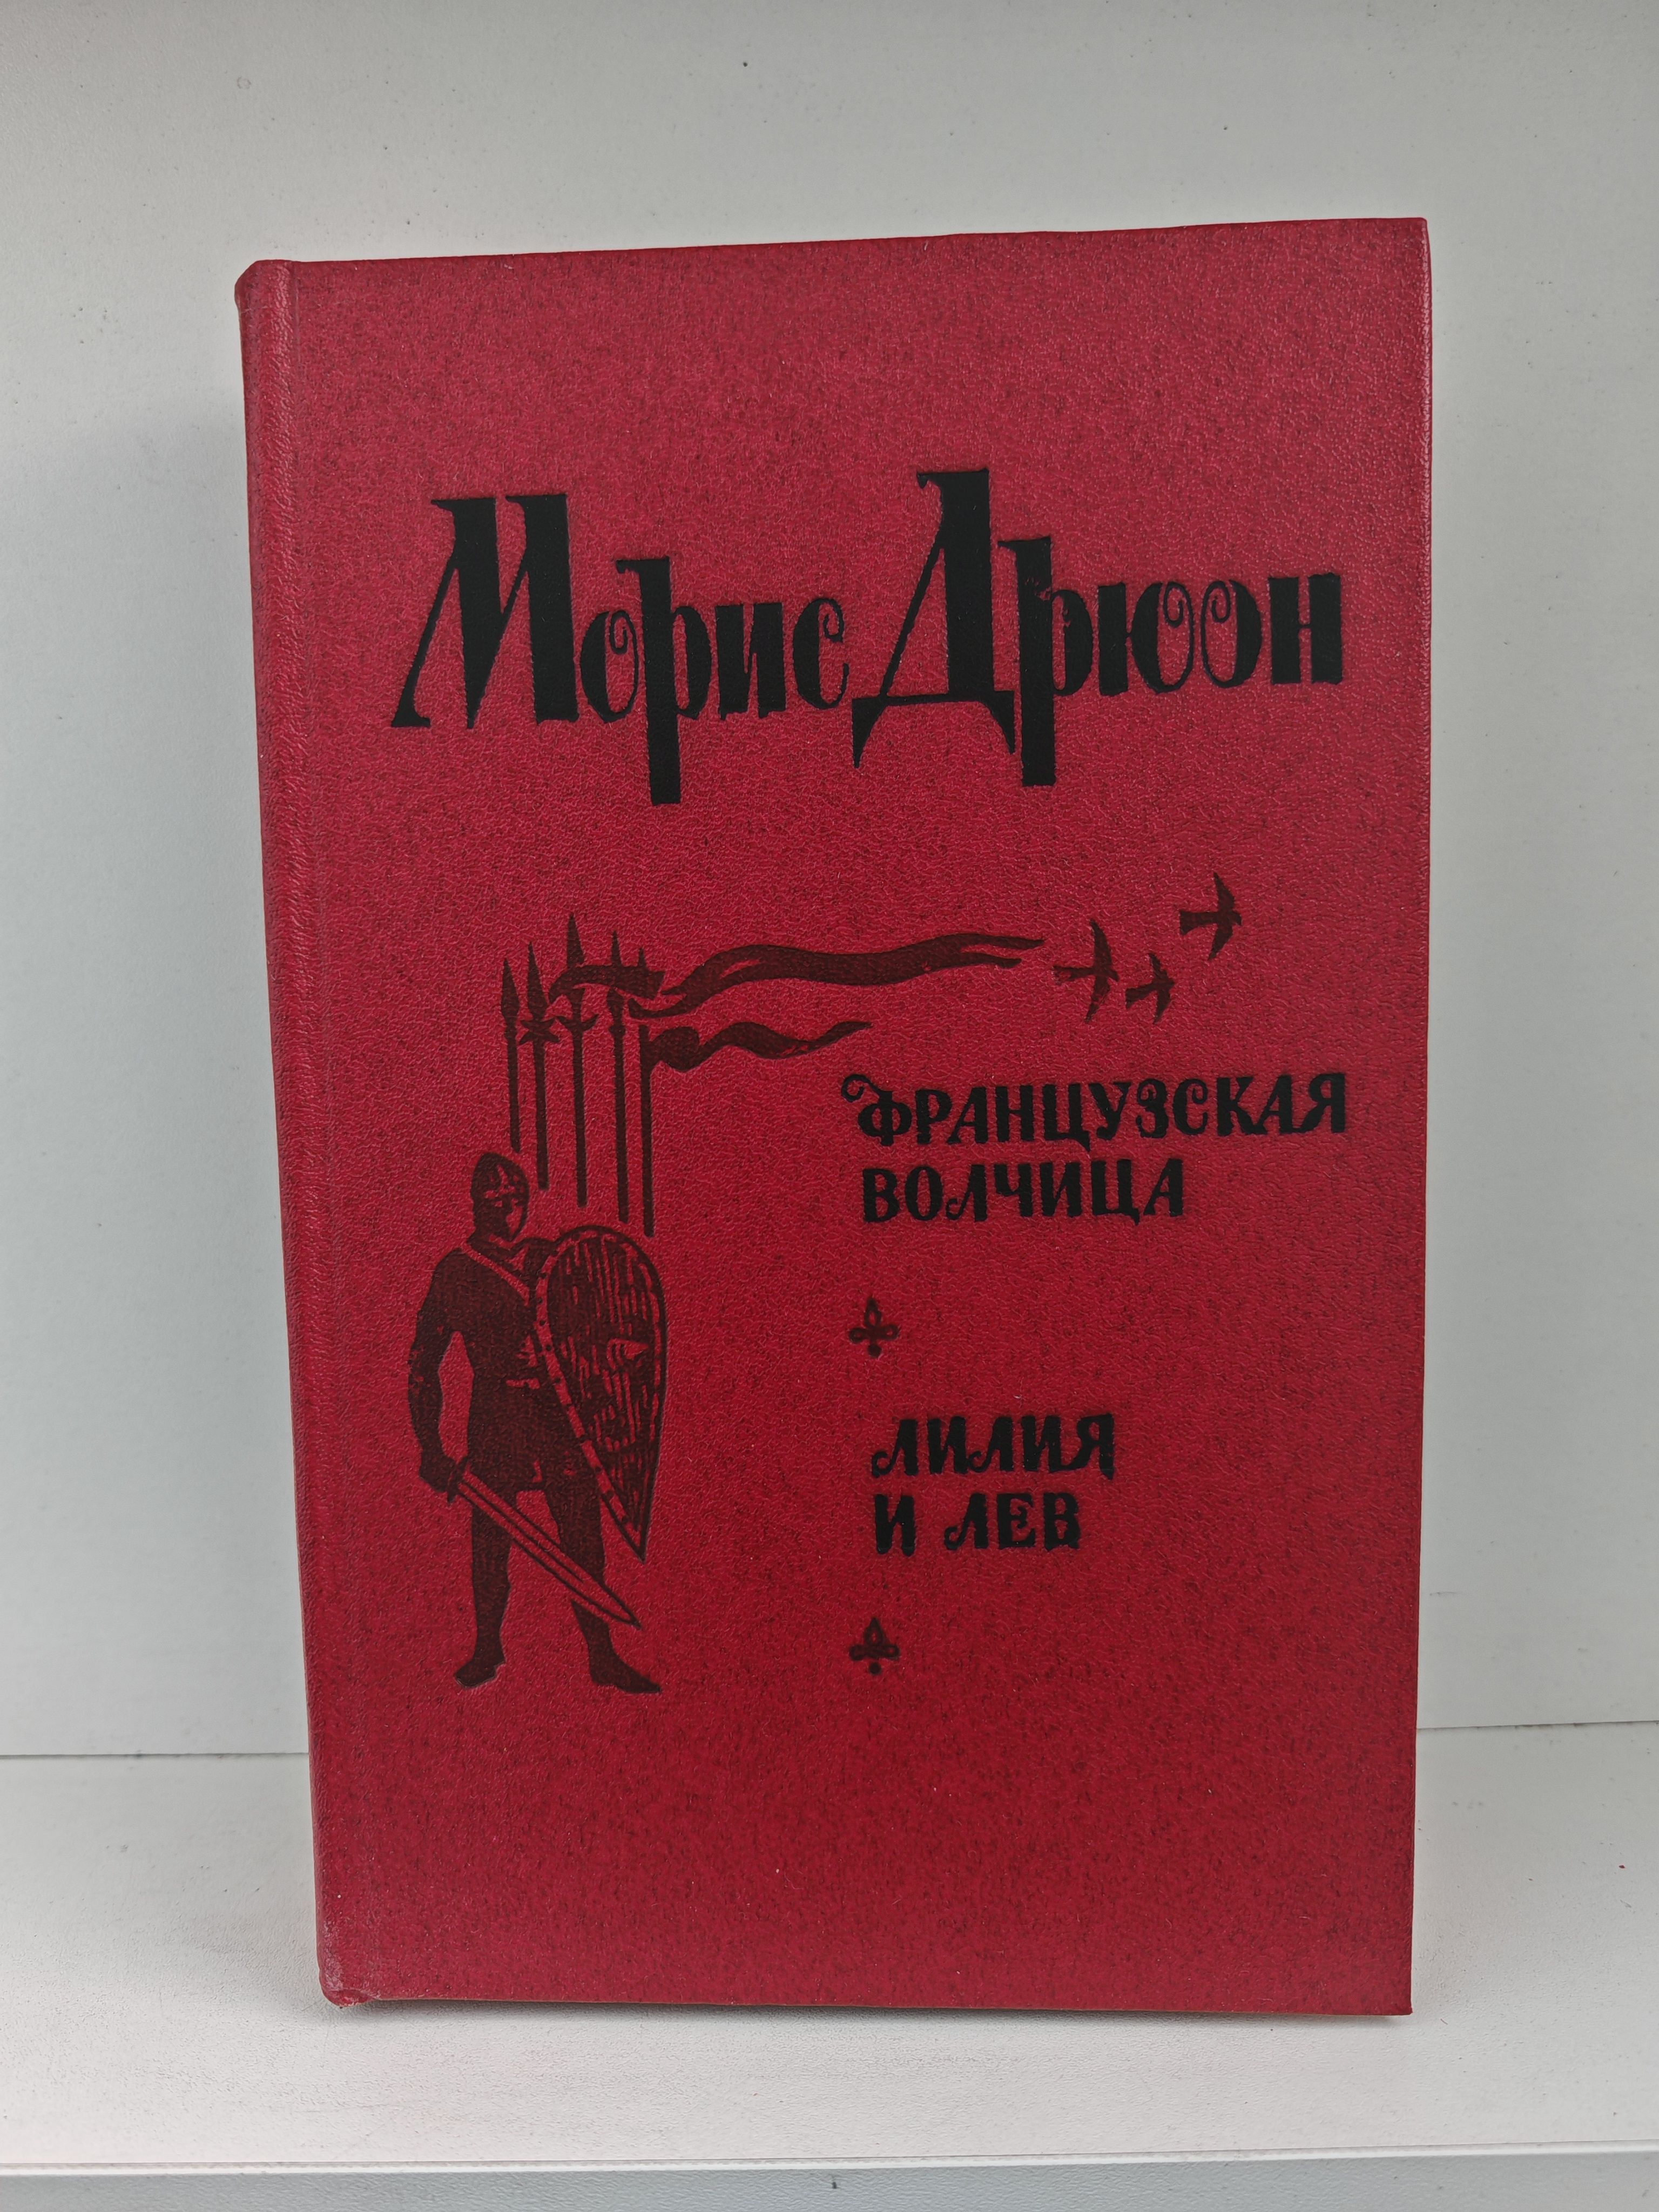 Морис Дрюон
ФРАНЦУЗСКАЯ
ВОЛЧИЦА
ЛИЛИЯ
И ЛЕВ